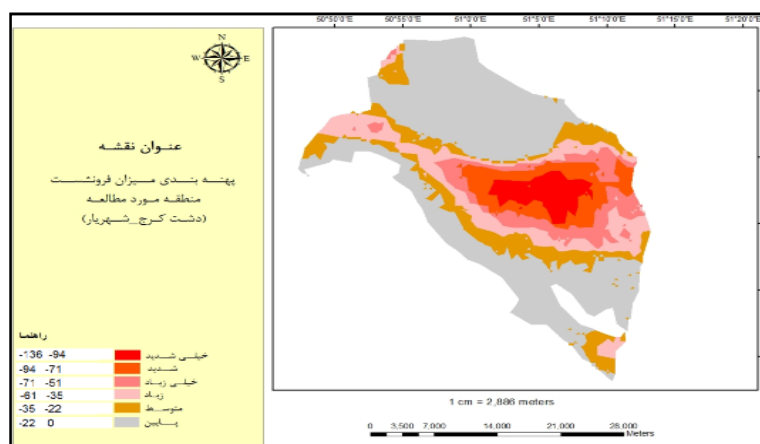 50°50'0"E 50°55'0"E 51°0'0"E 51°5'0"E 51°10'0"E 51°15'0"E 51°20'0"E
N
W E
S
عنوان نقشه
پهنه بندی میزان فرونشست
منطقه مورد مطالعه
(دشت کرج_شهریار)
راهنما
-136 -94 خیلی شدید
-94 -71 شدید
-71 -51 خیلی زیاد
-61 -35 زیاد
-35 -22 متوسط
-22 0 پایین
1 cm = 2,886 meters
0 3,500 7,000 14,000 21,000 28,000
Meters